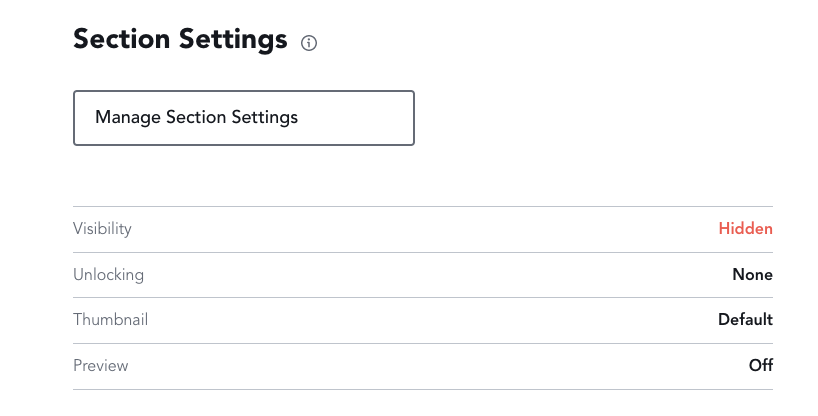 Section Settings
Manage Section Settings
Visibility Hidden
Unlocking None
Thumbnail Default
Preview Off